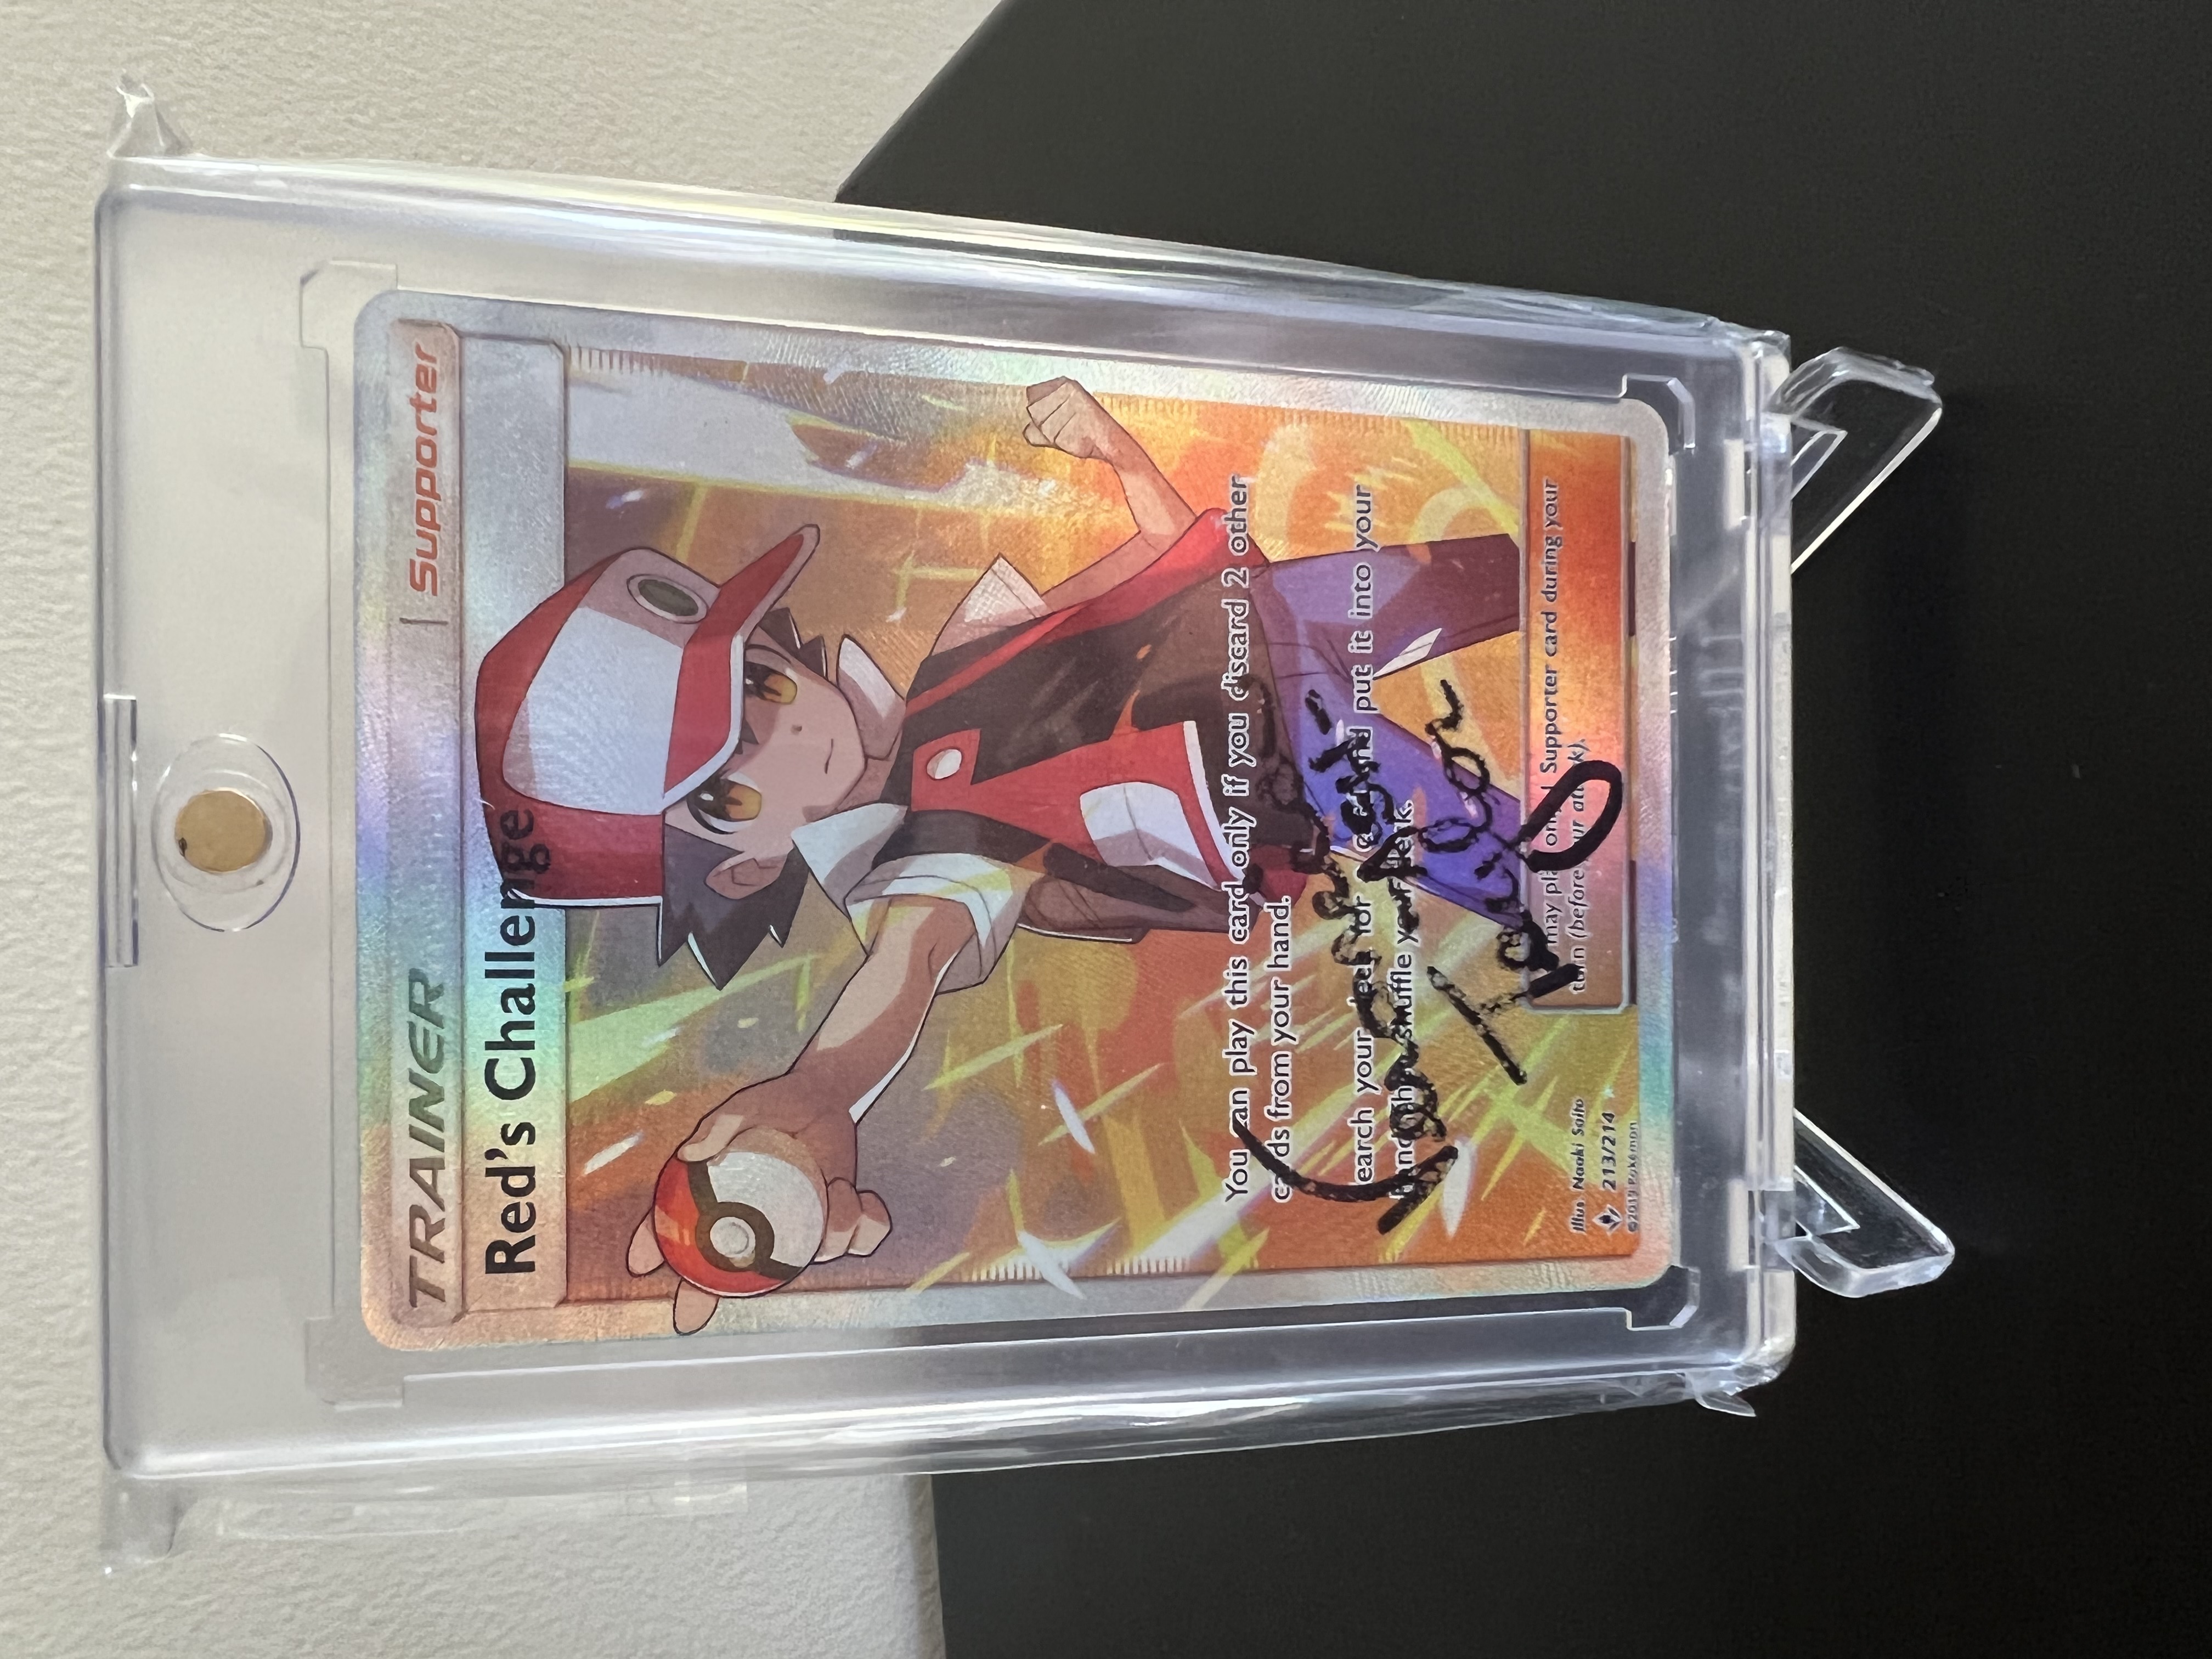 TRAINER
Supporter
Red's Challenge
You can play this card only if you discard 2 other
cards from your hand.
Search your deck for a card and put it into your
hand. Then, shuffle your deck.
Veronica
Taylor
-ASH-
You may play only 1 Supporter card during your
turn (before your attack).
Illus. Naoki Saito
213/214
©2019 Pokémon